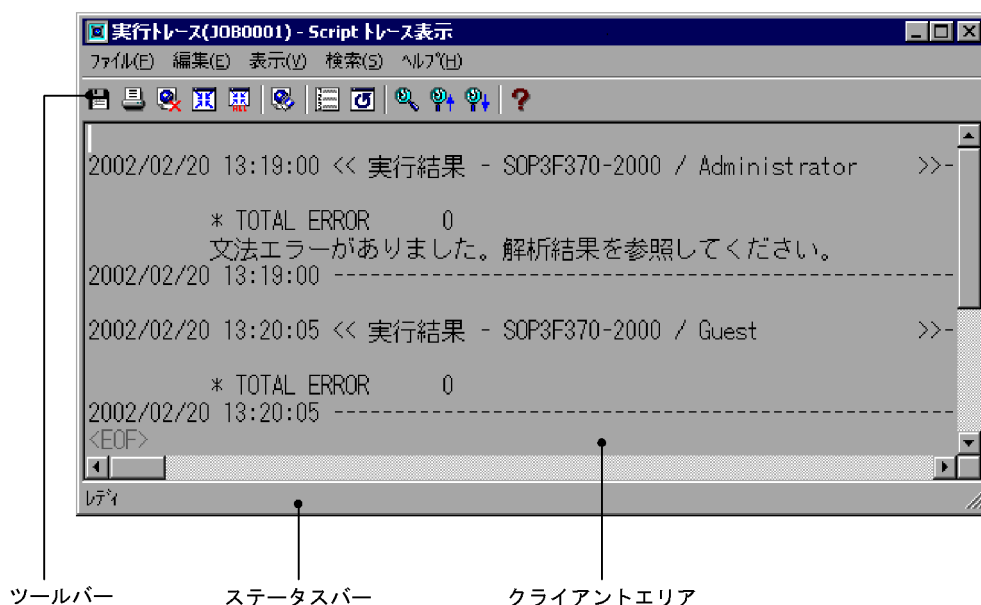 実行トレース(JOB0001) - Script トレース表示
ファイル(F) 編集(E) 表示(V) 検索(S) ヘルプ(H)
ALL ?
2002/02/20 13:19:00 << 実行結果 - SOP3F370-2000 / Administrator >>-
* TOTAL ERROR 0
文法エラーがありました。解析結果を参照してください。
2002/02/20 13:19:00 ---------------------------------------------------
2002/02/20 13:20:05 << 実行結果 - SOP3F370-2000 / Guest >>-
* TOTAL ERROR 0
2002/02/20 13:20:05 ---------------------------------------------------
<EOF>
レディ
ツールバー ステータスバー クライアントエリア